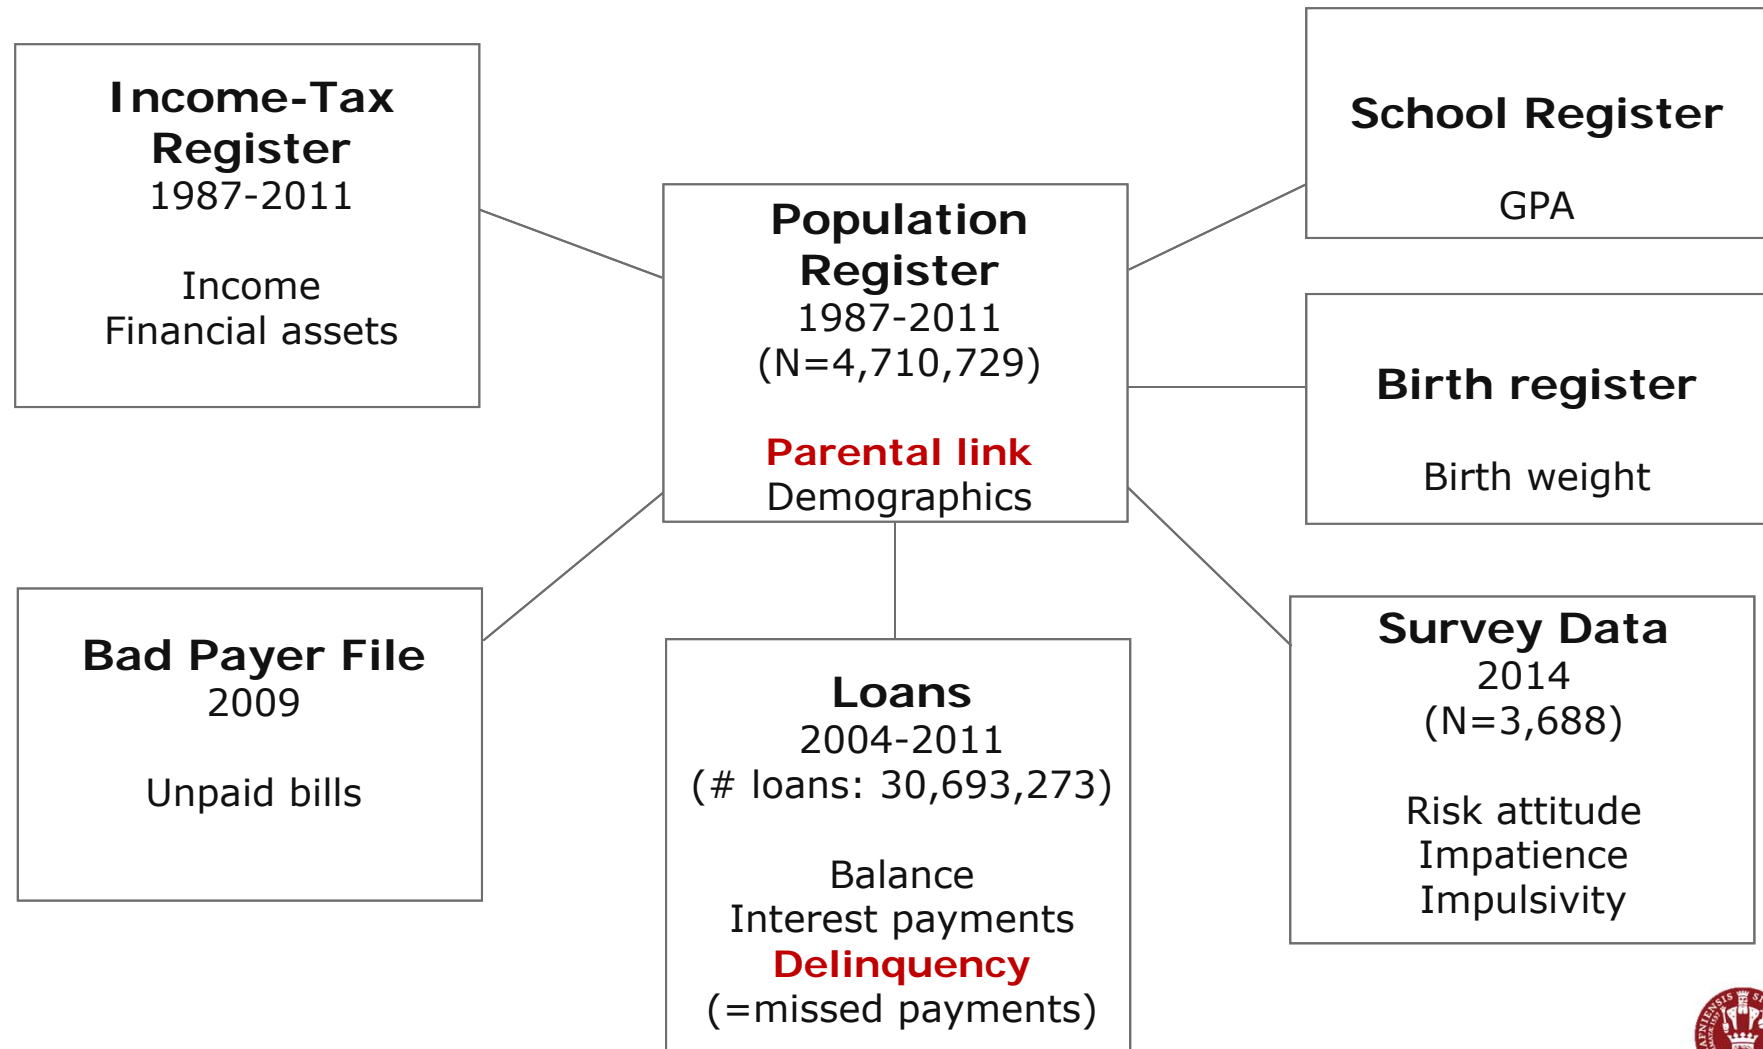 Income-Tax
Register
1987-2011
Income
Financial assets
Population
Register
1987-2011
(N=4,710,729)
Parental link
Demographics
School Register
GPA
Birth register
Birth weight
Bad Payer File
2009
Unpaid bills
Loans
2004-2011
(# loans: 30,693,273)
Balance
Interest payments
Delinquency
(=missed payments)
Survey Data
2014
(N=3,688)
Risk attitude
Impatience
Impulsivity